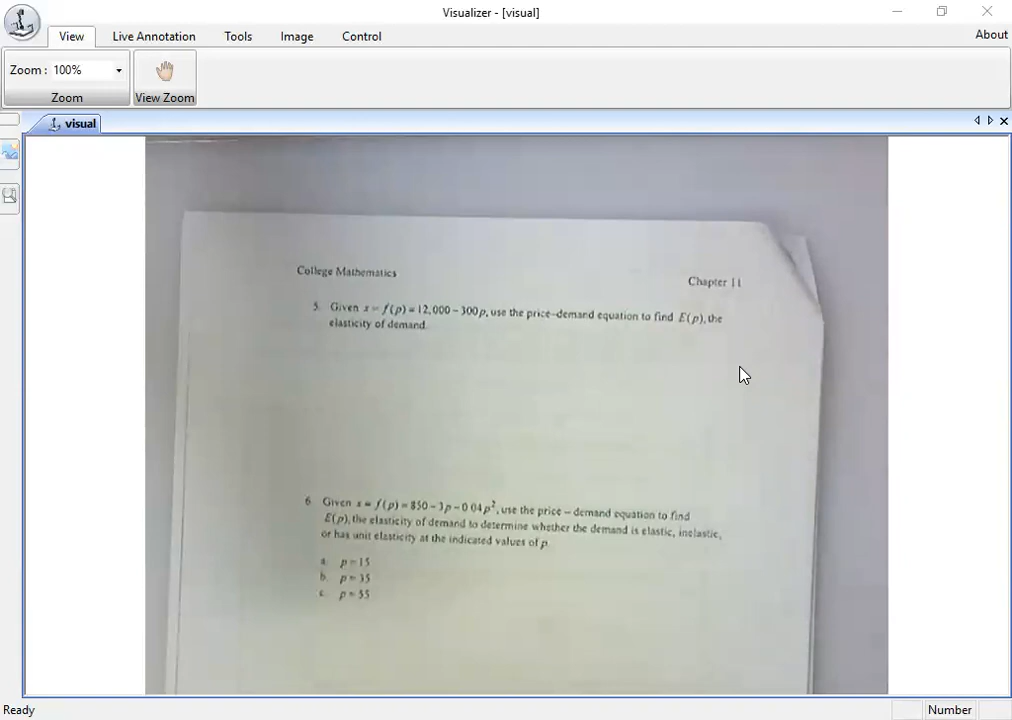 Visualizer - [visual]
View Live Annotation Tools Image Control About
Zoom : 100%
Zoom View Zoom
visual
College Mathematics Chapter 11
5. Given x = f(p) = 12,000 − 300p, use the price–demand equation to find E(p), the
elasticity of demand.
6. Given x = f(p) = 850 − 3p − 0.04p², use the price – demand equation to find
E(p), the elasticity of demand to determine whether the demand is elastic, inelastic,
or has unit elasticity at the indicated values of p.
a. p = 15
b. p = 35
c. p = 55
Ready Number